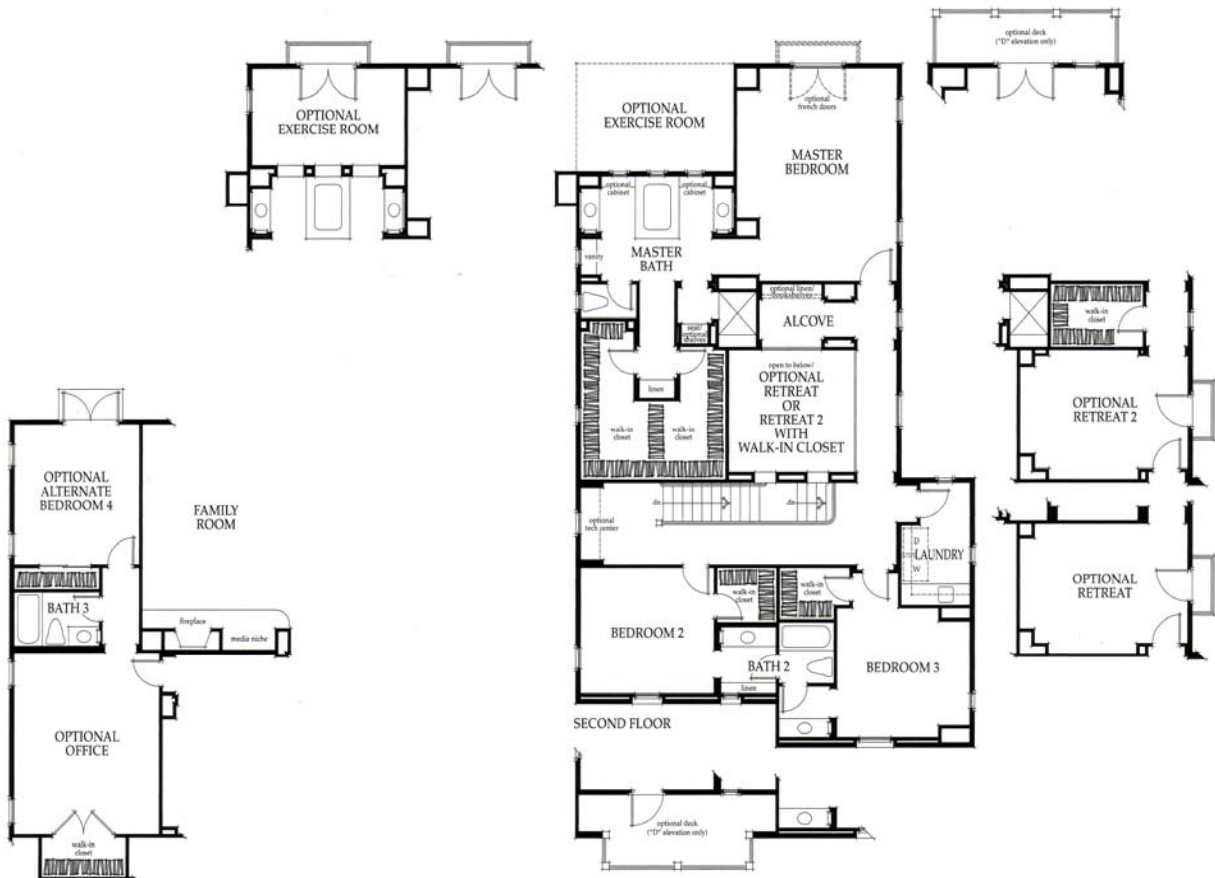 optional deck
("D" elevation only)
OPTIONAL
EXERCISE ROOM
OPTIONAL
EXERCISE ROOM
optional
french doors
MASTER
BEDROOM
optional
cabinet
optional
cabinet
vanity
MASTER
BATH
optional linen/
bookshelves
ALCOVE
seat/
optional
shelves
linen
walk-in
closet
walk-in
closet
open to below/
OPTIONAL
RETREAT
OR
RETREAT 2
WITH
WALK-IN CLOSET
walk-in
closet
OPTIONAL
RETREAT 2
OPTIONAL
RETREAT
dn
dn
optional
tech center
D
W
LAUNDRY
walk-in
closet
walk-in
closet
BEDROOM 2
BATH 2
linen
BEDROOM 3
SECOND FLOOR
optional deck
("D" elevation only)
OPTIONAL
ALTERNATE
BEDROOM 4
FAMILY
ROOM
BATH 3
fireplace
media niche
OPTIONAL
OFFICE
walk-in
closet